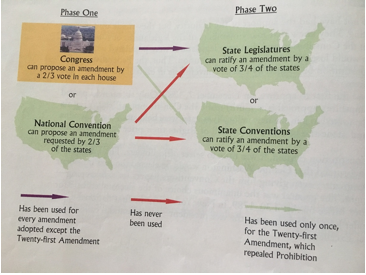 Phase One
Phase Two
Congress
can propose an amendment by
a 2/3 vote in each house
State Legislatures
can ratify an amendment by a
vote of 3/4 of the states
or
or
National Convention
can propose an amendment
requested by 2/3
of the states
State Conventions
can ratify an amendment by a
vote of 3/4 of the states
Has been used for
every amendment
adopted except the
Twenty-first Amendment
Has never
been used
Has been used only once,
for the Twenty-first
Amendment, which
repealed Prohibition